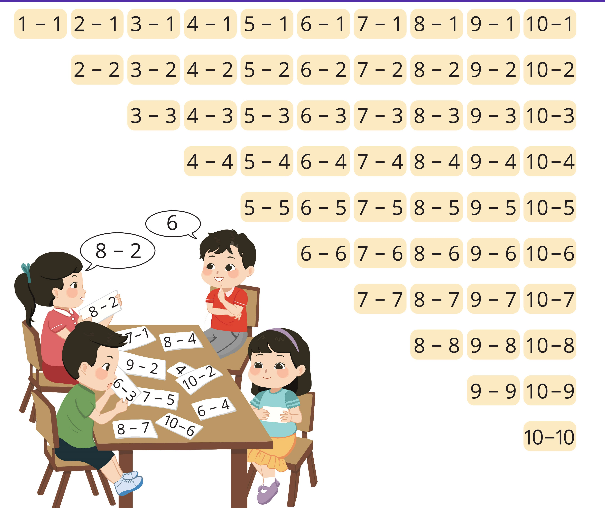 1 – 1 2 – 1 3 – 1 4 – 1 5 – 1 6 – 1 7 – 1 8 – 1 9 – 1 10–1
2 – 2 3 – 2 4 – 2 5 – 2 6 – 2 7 – 2 8 – 2 9 – 2 10–2
3 – 3 4 – 3 5 – 3 6 – 3 7 – 3 8 – 3 9 – 3 10–3
4 – 4 5 – 4 6 – 4 7 – 4 8 – 4 9 – 4 10–4
5 – 5 6 – 5 7 – 5 8 – 5 9 – 5 10–5
6 – 6 7 – 6 8 – 6 9 – 6 10–6
7 – 7 8 – 7 9 – 7 10–7
8 – 8 9 – 8 10–8
9 – 9 10–9
10–10
6
8 – 2
8 – 2
7–1
8 – 4
9 – 2
4
10–2
6–3
7 – 5
6 – 4
8 – 7
10–6